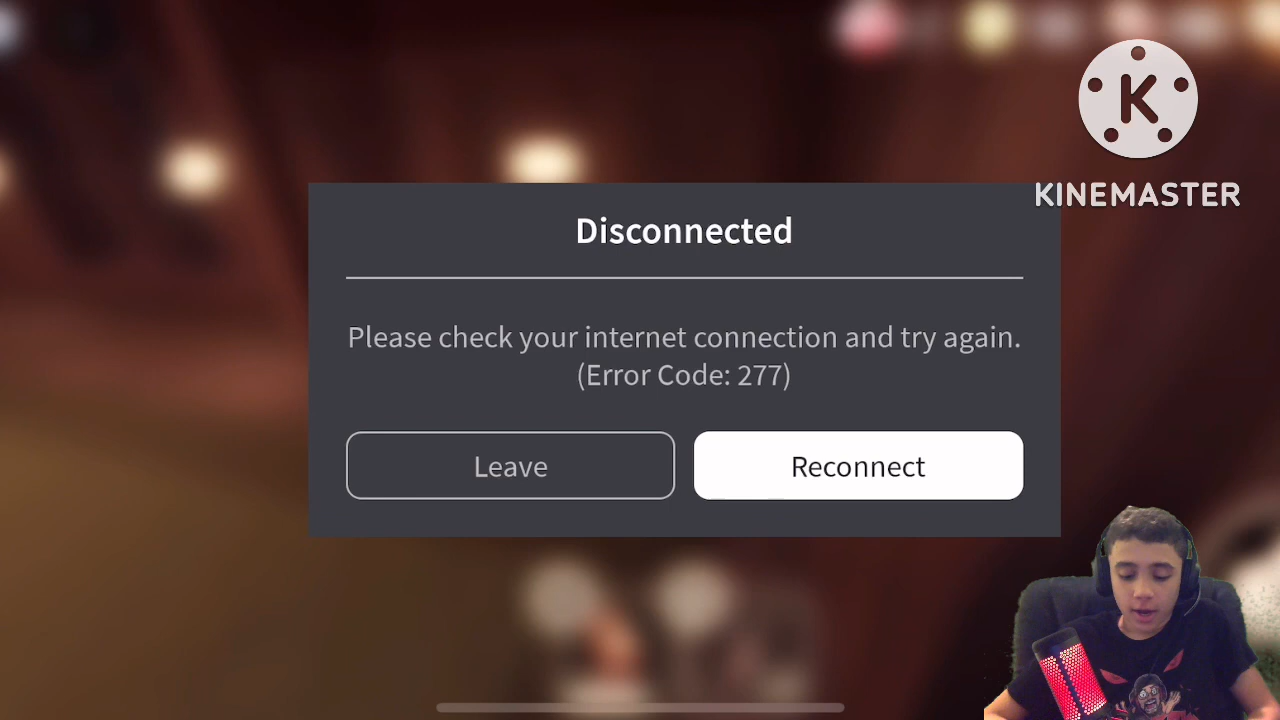 K
KINEMASTER
Disconnected
Please check your internet connection and try again.
(Error Code: 277)
Leave
Reconnect